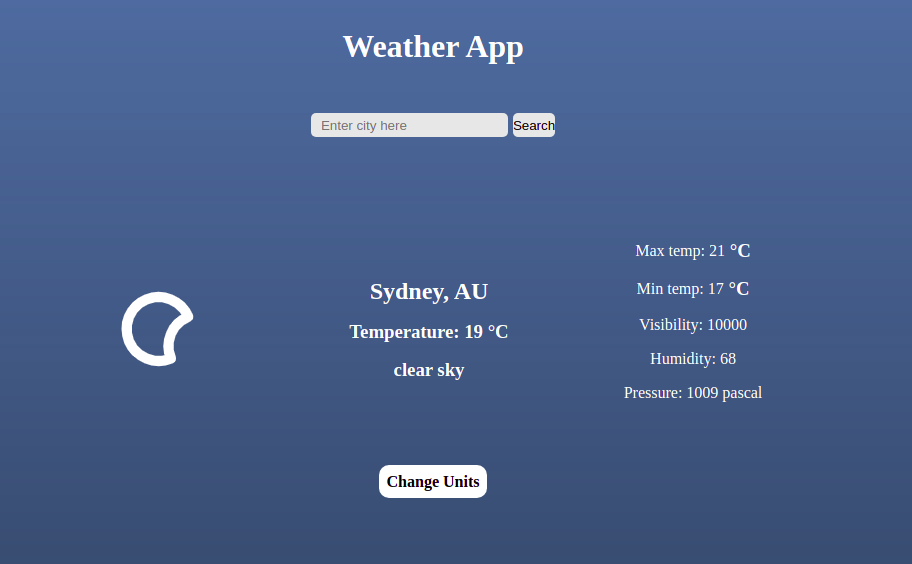 Weather App
Enter city here
Search
Sydney, AU
Temperature: 19 °C
clear sky
Max temp: 21 °C
Min temp: 17 °C
Visibility: 10000
Humidity: 68
Pressure: 1009 pascal
Change Units